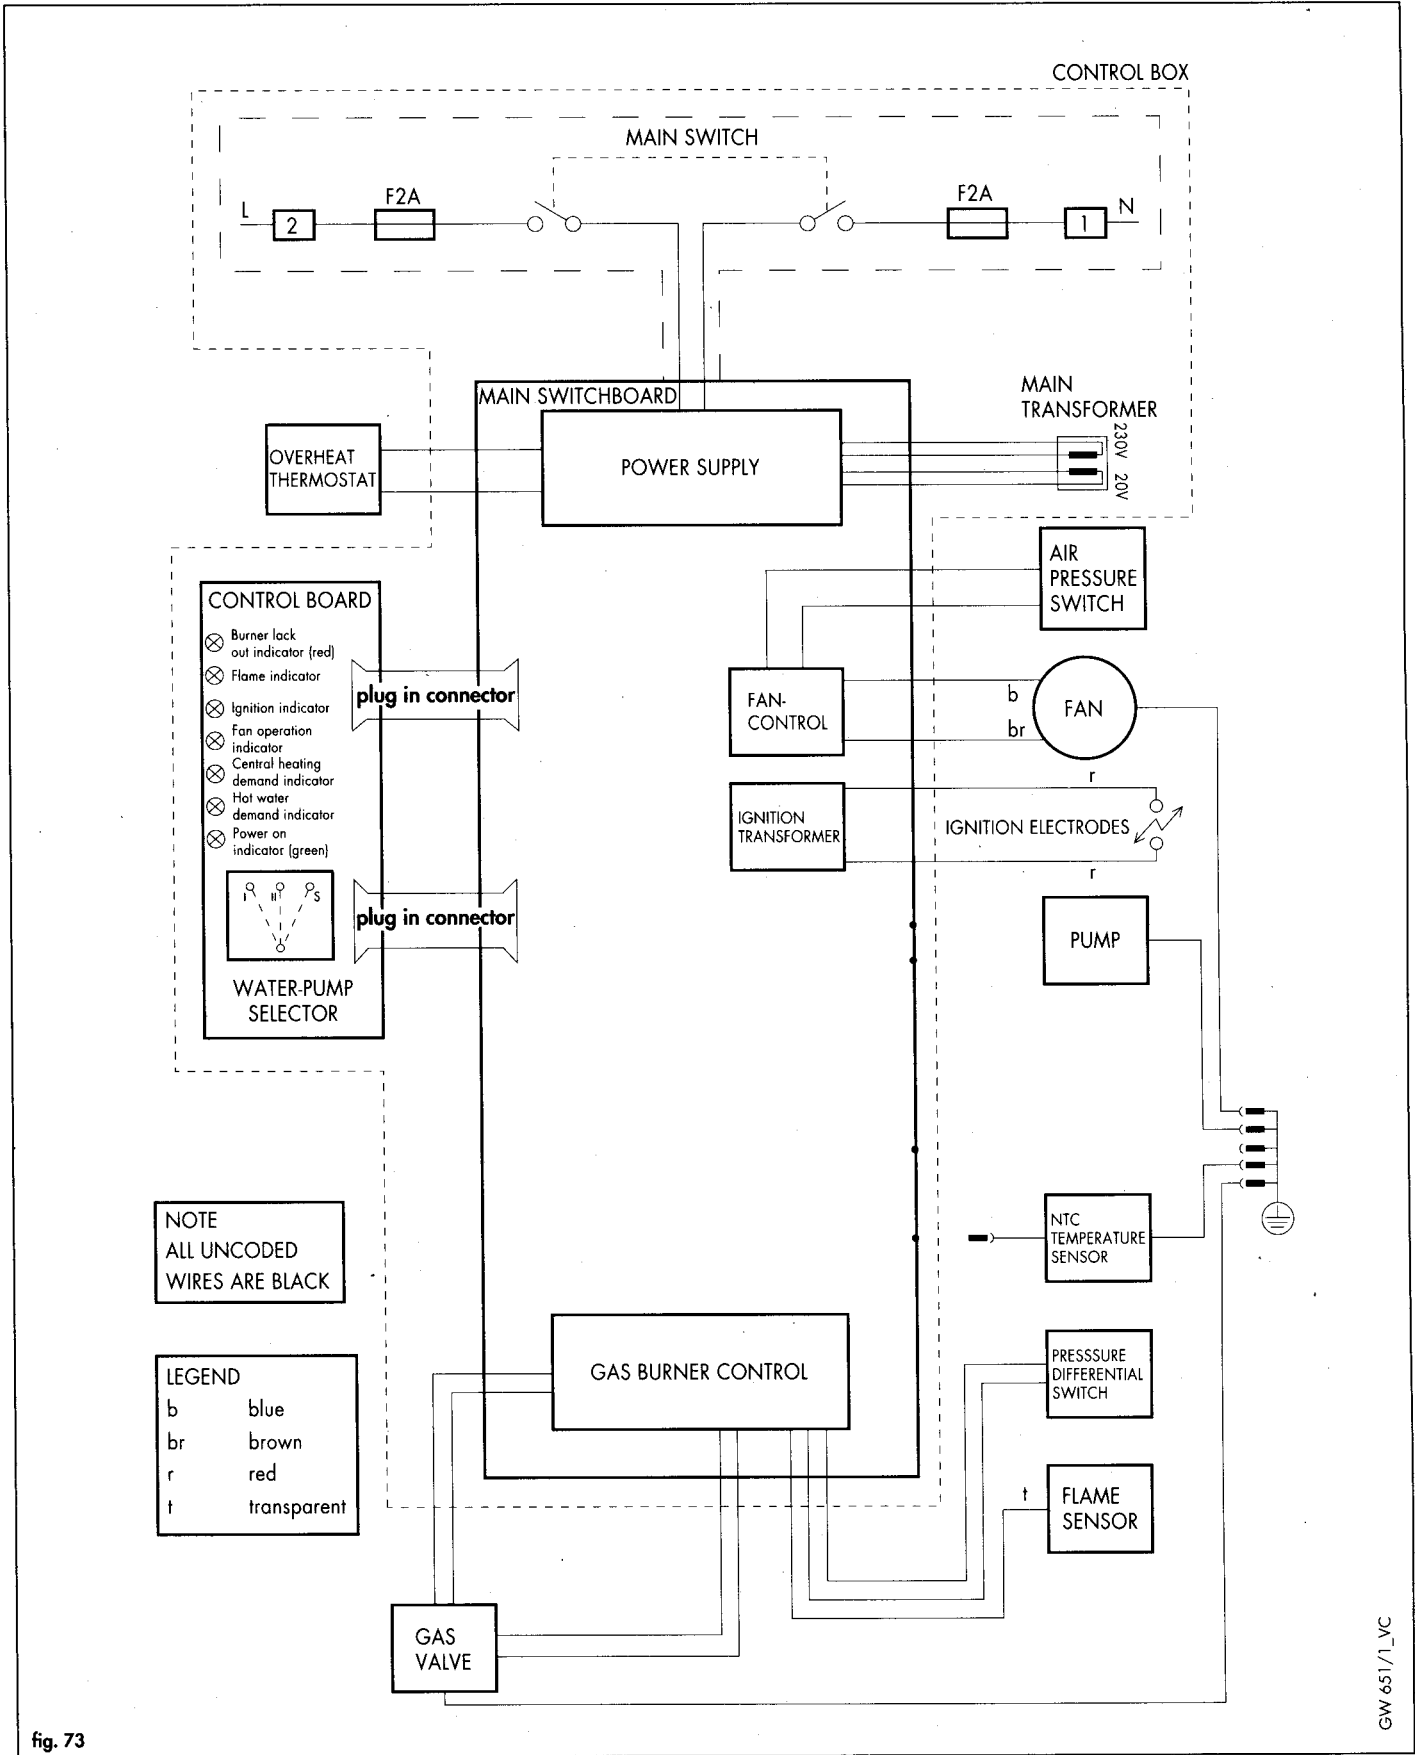 CONTROL BOX
MAIN SWITCH
L
2
F2A
F2A
1
N
MAIN SWITCHBOARD
MAIN
TRANSFORMER
230V
20V
OVERHEAT
THERMOSTAT
POWER SUPPLY
AIR
PRESSURE
SWITCH
CONTROL BOARD
Burner lack
out indicator (red)
Flame indicator
Ignition indicator
Fan operation
indicator
Central heating
demand indicator
Hot water
demand indicator
Power on
indicator (green)
plug in connector
FAN-
CONTROL
b
br
FAN
r
IGNITION
TRANSFORMER
IGNITION ELECTRODES
r
I
II
S
plug in connector
WATER-PUMP
SELECTOR
PUMP
NOTE
ALL UNCODED
WIRES ARE BLACK
NTC
TEMPERATURE
SENSOR
LEGEND
b blue
br brown
r red
t transparent
GAS BURNER CONTROL
PRESSSURE
DIFFERENTIAL
SWITCH
t
FLAME
SENSOR
GAS
VALVE
GW 651/1_VC
fig. 73